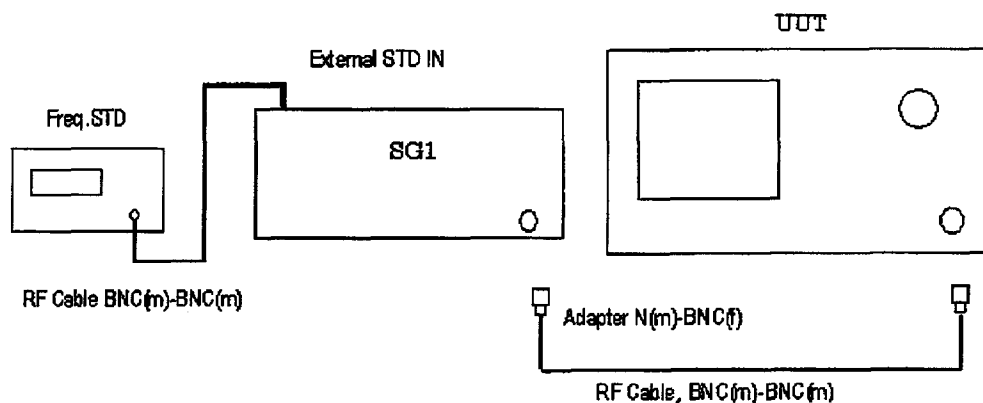 UUT
External STD IN
Freq.STD
SG1
RF Cable BNC(m)-BNC(m)
Adapter N(m)-BNC(f)
RF Cable, BNC(m)-BNC(m)